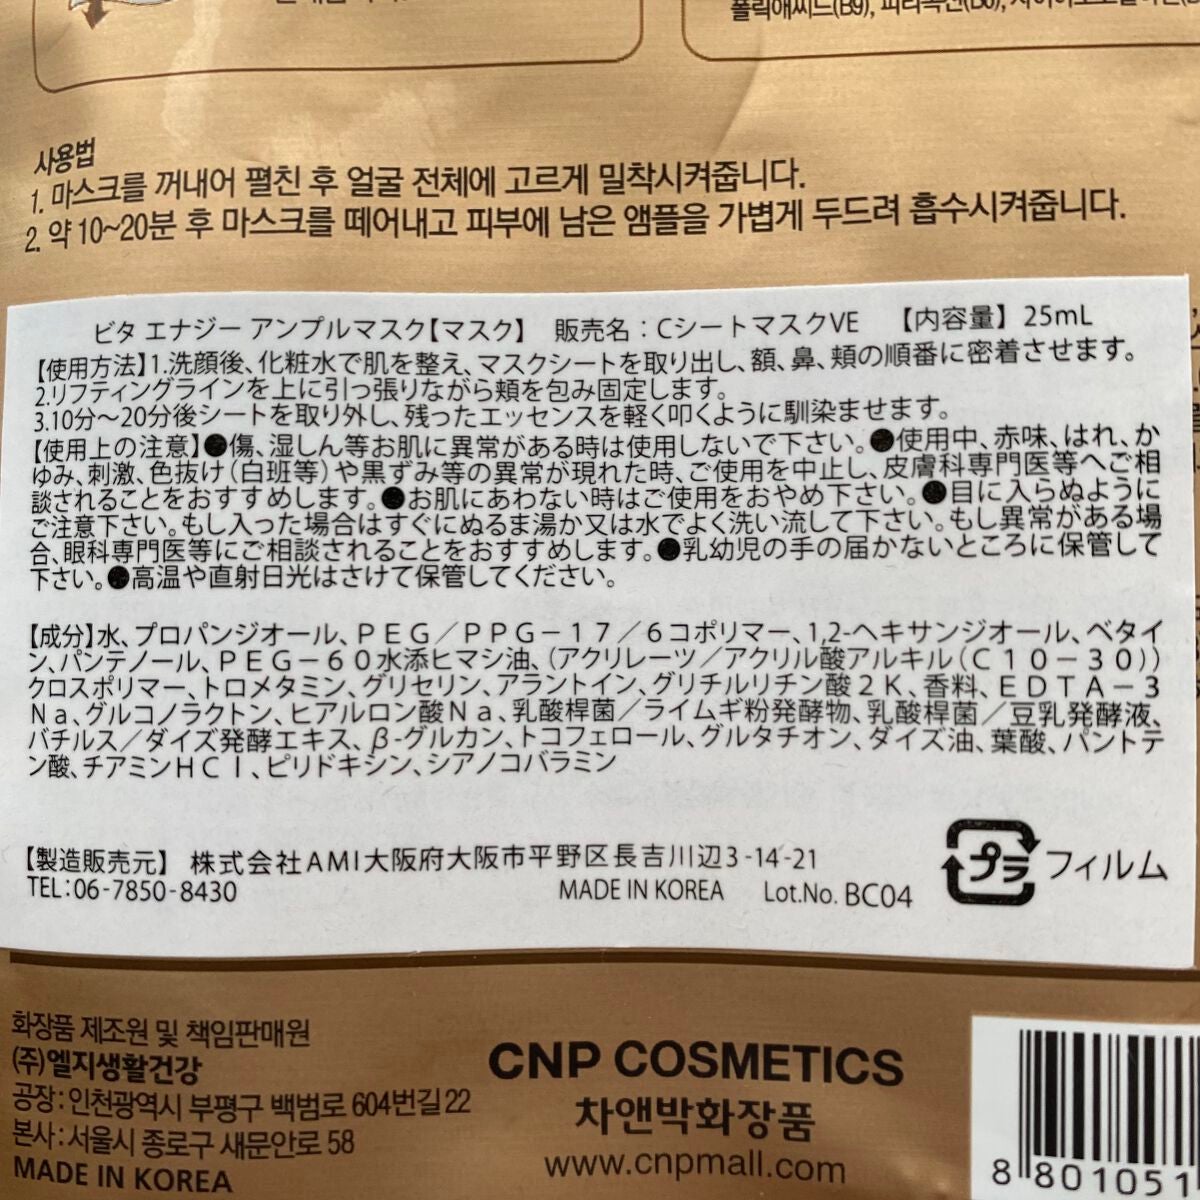 폴릭애씨드(B9), 피리독신(B6),
사용법
1. 마스크를 꺼내어 펼친 후 얼굴 전체에 고르게 밀착시켜줍니다.
2. 약 10~20분 후 마스크를 떼어내고 피부에 남은 앰플을 가볍게 두드려 흡수시켜줍니다.
ビタ エナジー アンプルマスク【マスク】 販売名：CシートマスクVE 【内容量】25mL
【使用方法】1.洗顔後、化粧水で肌を整え、マスクシートを取り出し、額、鼻、頬の順番に密着させます。
2.リフティングラインを上に引っ張りながら頬を包み固定します。
3.10分～20分後シートを取り外し、残ったエッセンスを軽く叩くように馴染ませます。
【使用上の注意】●傷、湿しん等お肌に異常がある時は使用しないで下さい。●使用中、赤味、はれ、か
ゆみ、刺激、色抜け（白班等）や黒ずみ等の異常が現れた時、ご使用を中止し、皮膚科専門医等へご相
談されることをおすすめします。●お肌にあわない時はご使用をおやめ下さい。●目に入らぬように
ご注意下さい。もし入った場合はすぐにぬるま湯か又は水でよく洗い流して下さい。もし異常がある場
合、眼科専門医等にご相談されることをおすすめします。●乳幼児の手の届かないところに保管して
下さい。●高温や直射日光はさけて保管してください。
【成分】水、プロパンジオール、ＰＥＧ／ＰＰＧ－１７／６コポリマー、1,2-ヘキサンジオール、ベタイ
ン、パンテノール、ＰＥＧ－６０水添ヒマシ油、（アクリレーツ／アクリル酸アルキル（Ｃ１０－３０））
クロスポリマー、トロメタミン、グリセリン、アラントイン、グリチルリチン酸２Ｋ、香料、ＥＤＴＡ－３
Ｎａ、グルコノラクトン、ヒアルロン酸Ｎａ、乳酸桿菌／ライムギ粉発酵物、乳酸桿菌／豆乳発酵液、
バチルス／ダイズ発酵エキス、β-グルカン、トコフェロール、グルタチオン、ダイズ油、葉酸、パントテ
ン酸、チアミンＨＣｌ、ピリドキシン、シアノコバラミン
【製造販売元】 株式会社AMI大阪府大阪市平野区長吉川辺3-14-21
TEL：06-7850-8430 MADE IN KOREA Lot.No. BC04
プラ フィルム
화장품 제조원 및 책임판매원
(주)엘지생활건강
공장:인천광역시 부평구 백범로 604번길 22
본사:서울시 종로구 새문안로 58
MADE IN KOREA
CNP COSMETICS
차앤박화장품
www.cnpmall.com
8 801051